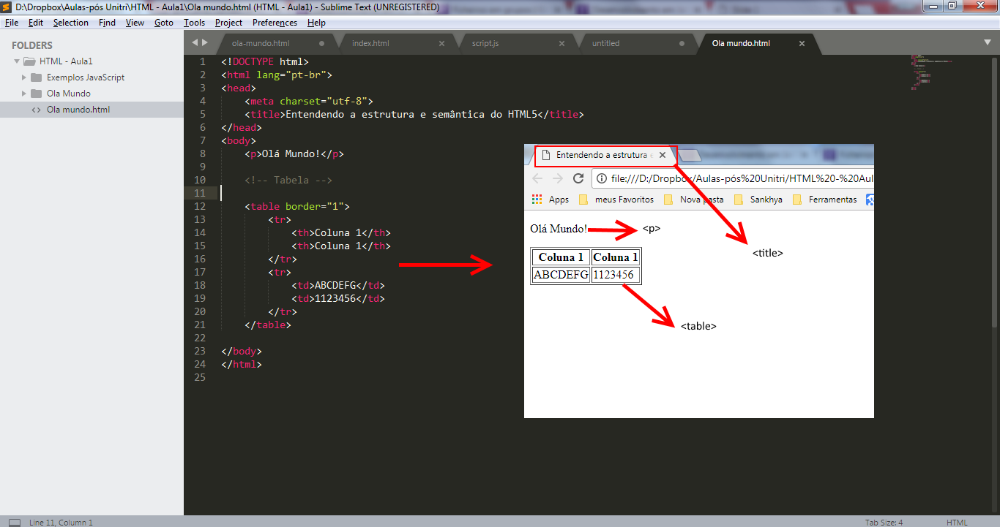 D:\Dropbox\Aulas-pós Unitri\HTML - Aula1\Ola mundo.html (HTML - Aula1) - Sublime Text (UNREGISTERED)
File Edit Selection Find View Goto Tools Project Preferences Help
FOLDERS
HTML - Aula1
Exemplos JavaScript
Ola Mundo
<> Ola mundo.html
ola-mundo.html index.html script.js untitled Ola mundo.html
1 <!DOCTYPE html>
2 <html lang="pt-br">
3 <head>
4 <meta charset="utf-8">
5 <title>Entendendo a estrutura e semântica do HTML5</title>
6 </head>
7 <body>
8 <p>Olá Mundo!</p>
9
10 <!-- Tabela -->
11
12 <table border="1">
13 <tr>
14 <th>Coluna 1</th>
15 <th>Coluna 1</th>
16 </tr>
17 <tr>
18 <td>ABCDEFG</td>
19 <td>1123456</td>
20 </tr>
21 </table>
22
23 </body>
24 </html>
25
Entendendo a estrutura e
file:///D:/Dropbox/Aulas-pós%20Unitri/HTML%20-%20Aul
Apps meus Favoritos Nova pasta Sankhya Ferramentas
Olá Mundo! <p>
<title>
Coluna 1 Coluna 1
ABCDEFG 1123456
<table>
Line 11, Column 1
Tab Size: 4 HTML